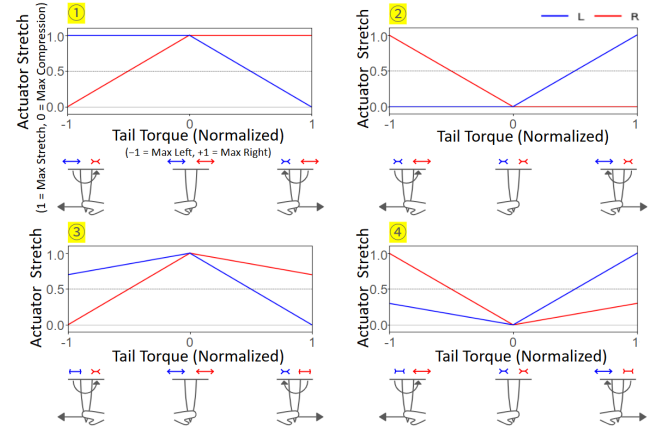 ①
Actuator Stretch
(1 = Max Stretch, 0 = Max Compression)
1.0
0.5
0.0
-1 0 1
Tail Torque (Normalized)
(−1 = Max Left, +1 = Max Right)
②
L R
Actuator Stretch
1.0
0.5
0.0
-1 0 1
Tail Torque (Normalized)
③
Actuator Stretch
1.0
0.5
0.0
-1 0 1
Tail Torque (Normalized)
④
Actuator Stretch
1.0
0.5
0.0
-1 0 1
Tail Torque (Normalized)